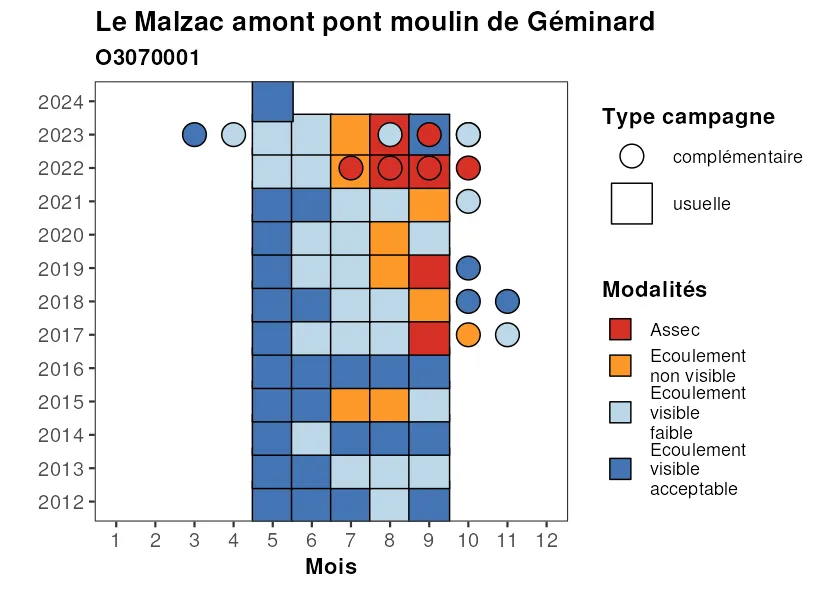 Le Malzac amont pont moulin de Géminard
O3070001
2024
2023
2022
2021
2020
2019
2018
2017
2016
2015
2014
2013
2012
1 2 3 4 5 6 7 8 9 10 11 12
Mois
Type campagne
complémentaire
usuelle
Modalités
Assec
Ecoulement
non visible
Ecoulement
visible
faible
Ecoulement
visible
acceptable